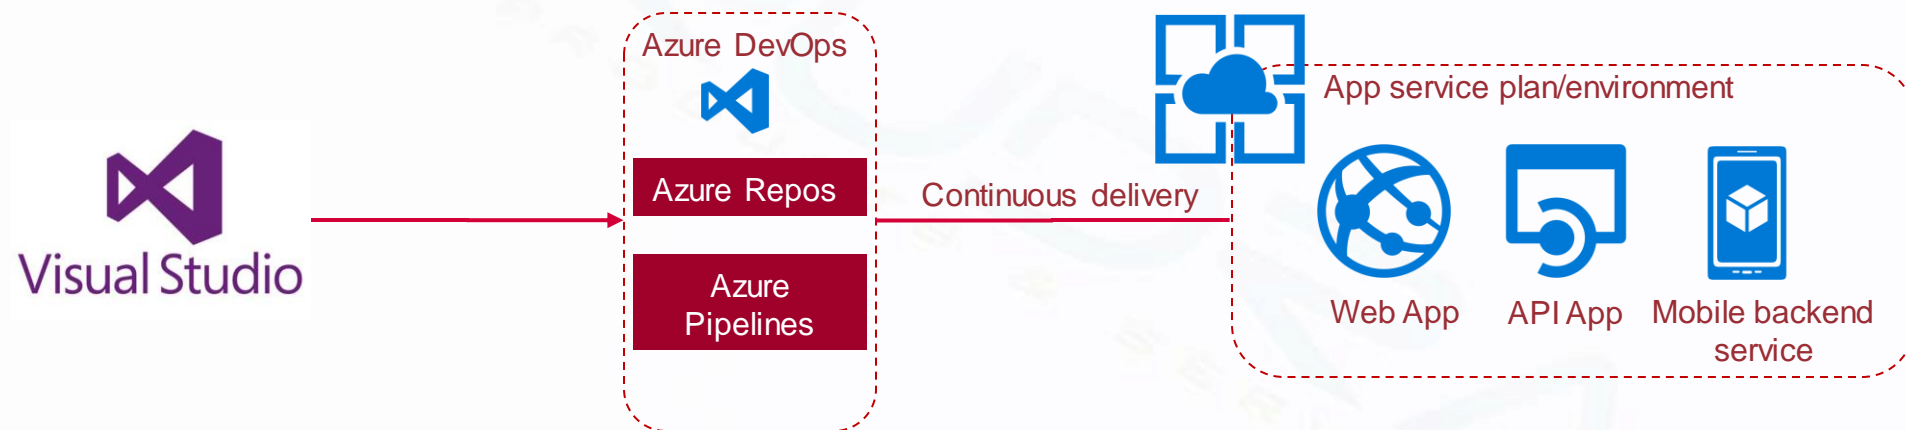 Visual Studio
Azure DevOps
Azure Repos
Azure
Pipelines
Continuous delivery
App service plan/environment
Web App
API App
Mobile backend
service